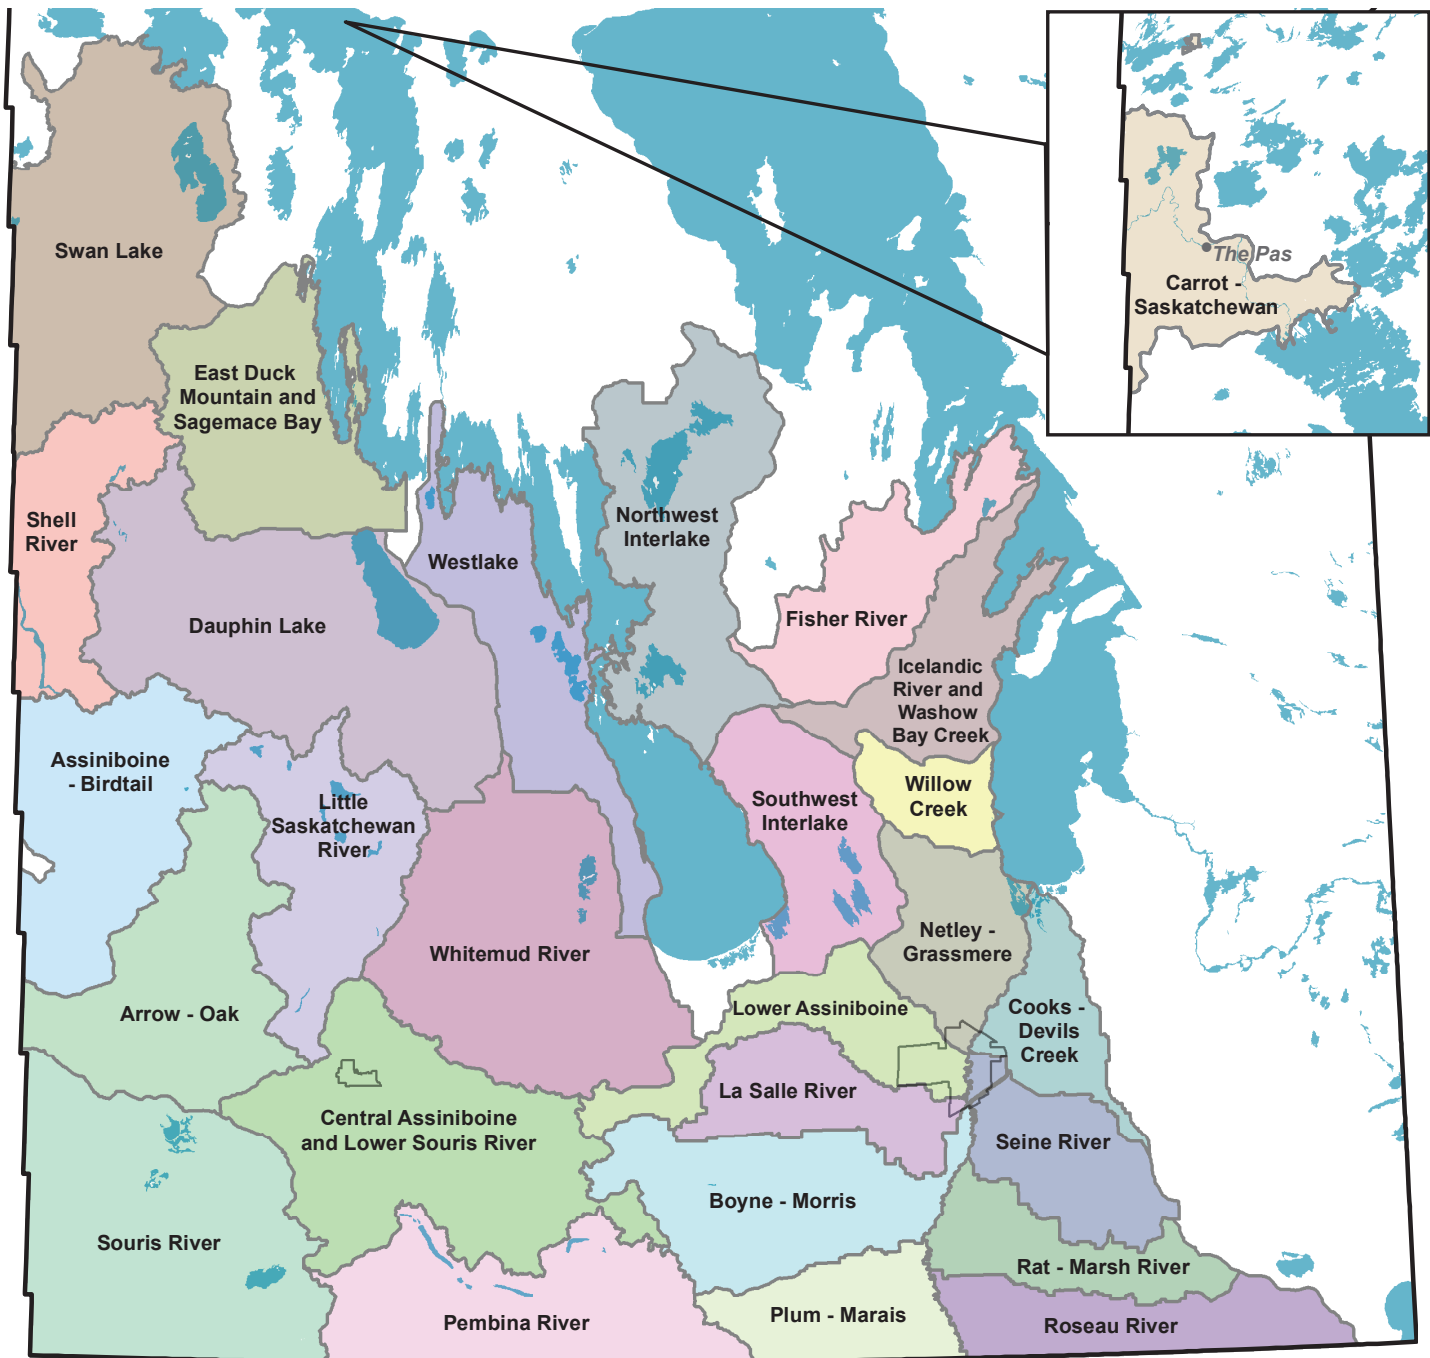 The Pas
Carrot -
Saskatchewan
Swan Lake
East Duck
Mountain and
Sagemace Bay
Shell
River
Northwest
Interlake
Westlake
Dauphin Lake
Fisher River
Icelandic
River and
Washow
Bay Creek
Assiniboine
- Birdtail
Little
Saskatchewan
River
Southwest
Interlake
Willow
Creek
Whitemud River
Netley -
Grassmere
Arrow - Oak
Lower Assiniboine
Cooks -
Devils
Creek
La Salle River
Central Assiniboine
and Lower Souris River
Seine River
Boyne - Morris
Souris River
Rat - Marsh River
Pembina River
Plum - Marais
Roseau River